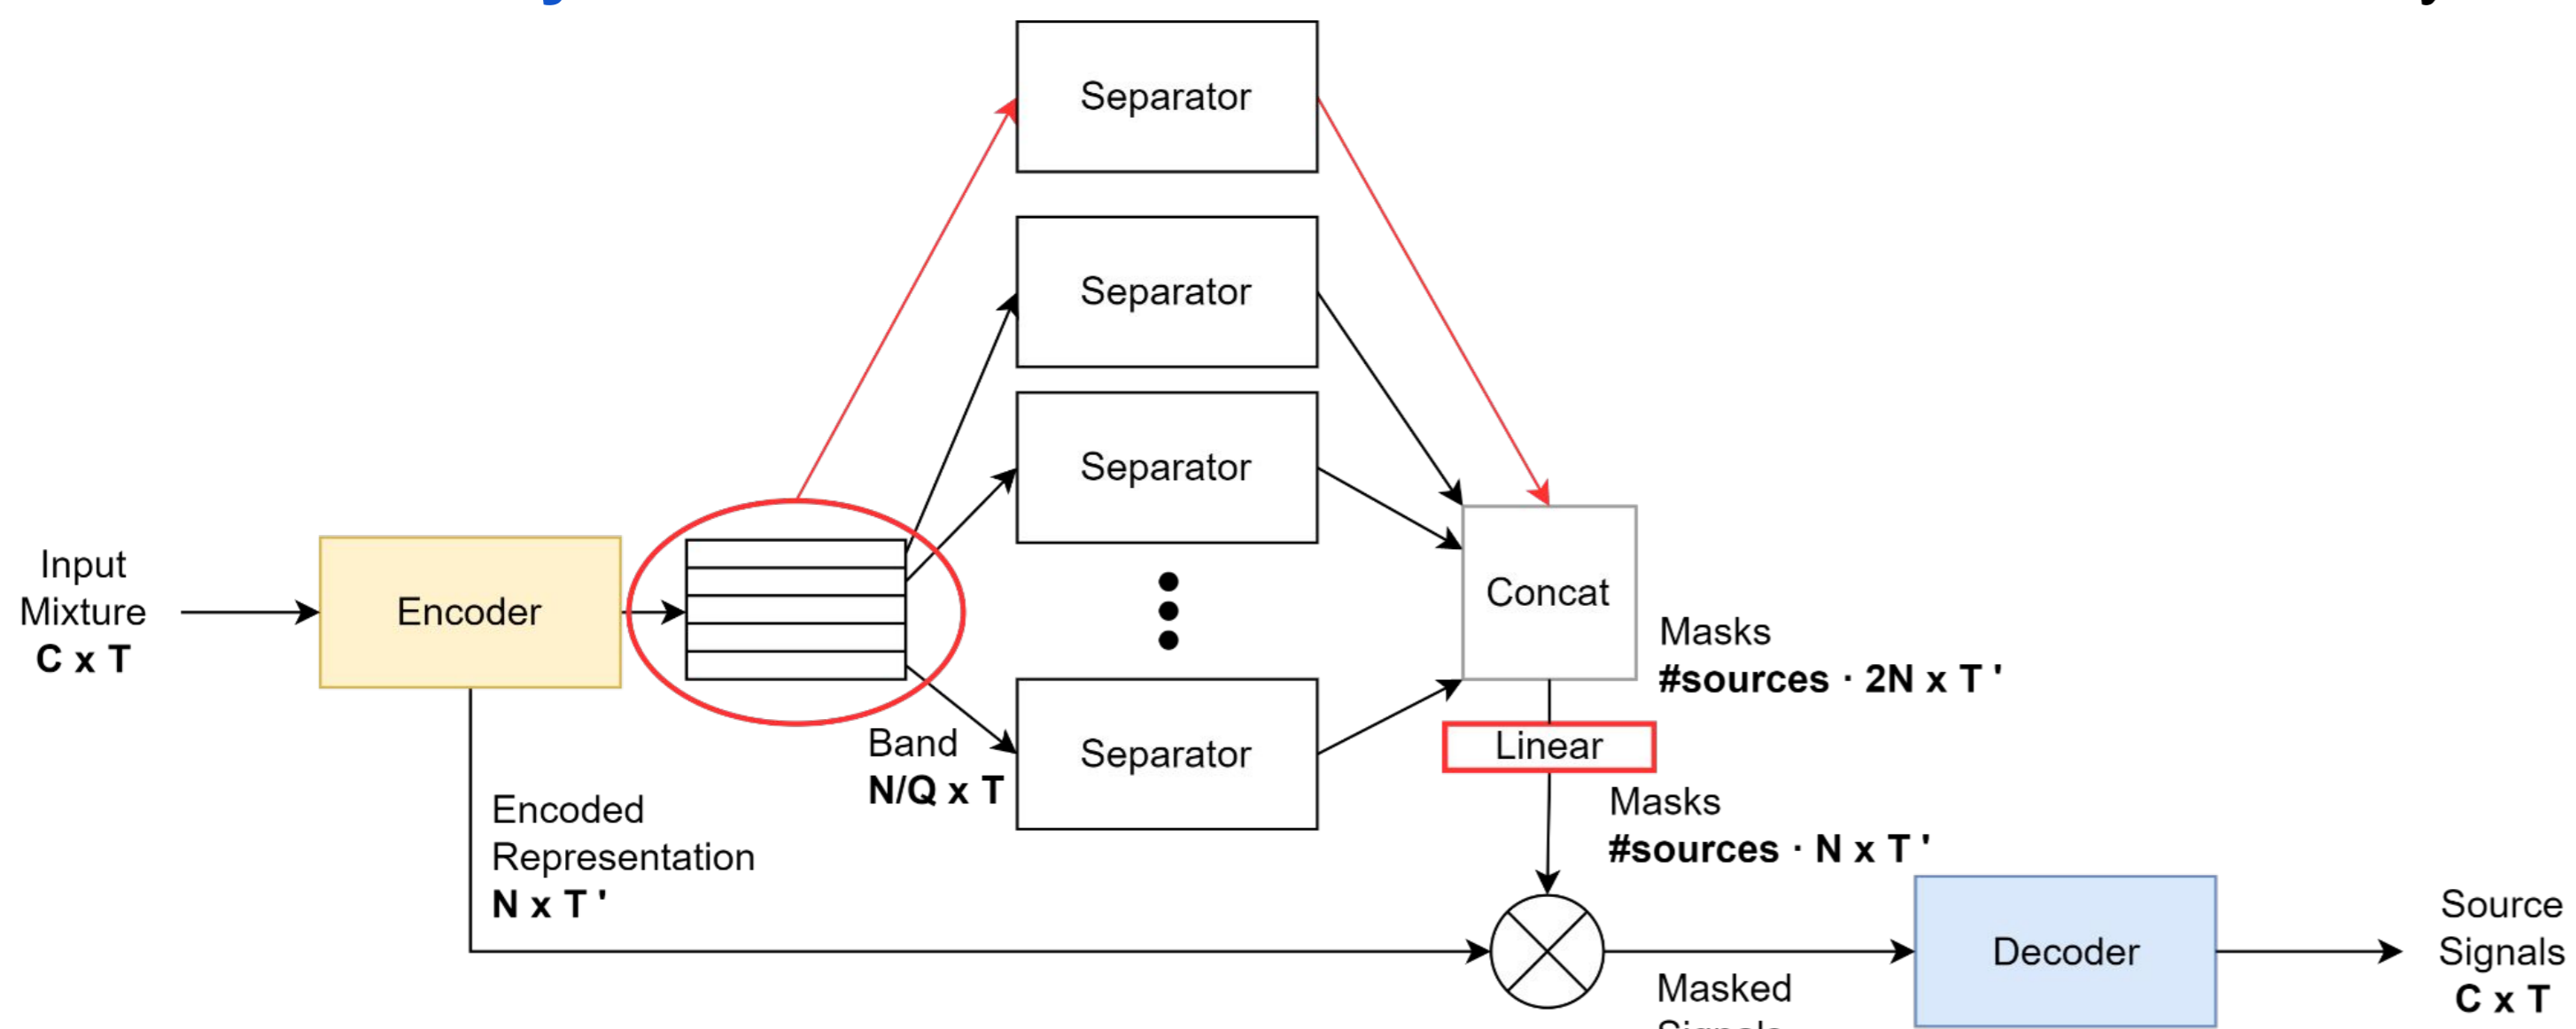 Separator
Separator
Separator
Separator
Input
Mixture
C x T
Encoder
Band
N/Q x T
Encoded
Representation
N x T '
Concat
Masks
#sources · 2N x T '
Linear
Masks
#sources · N x T '
Masked
Decoder
Source
Signals
C x T